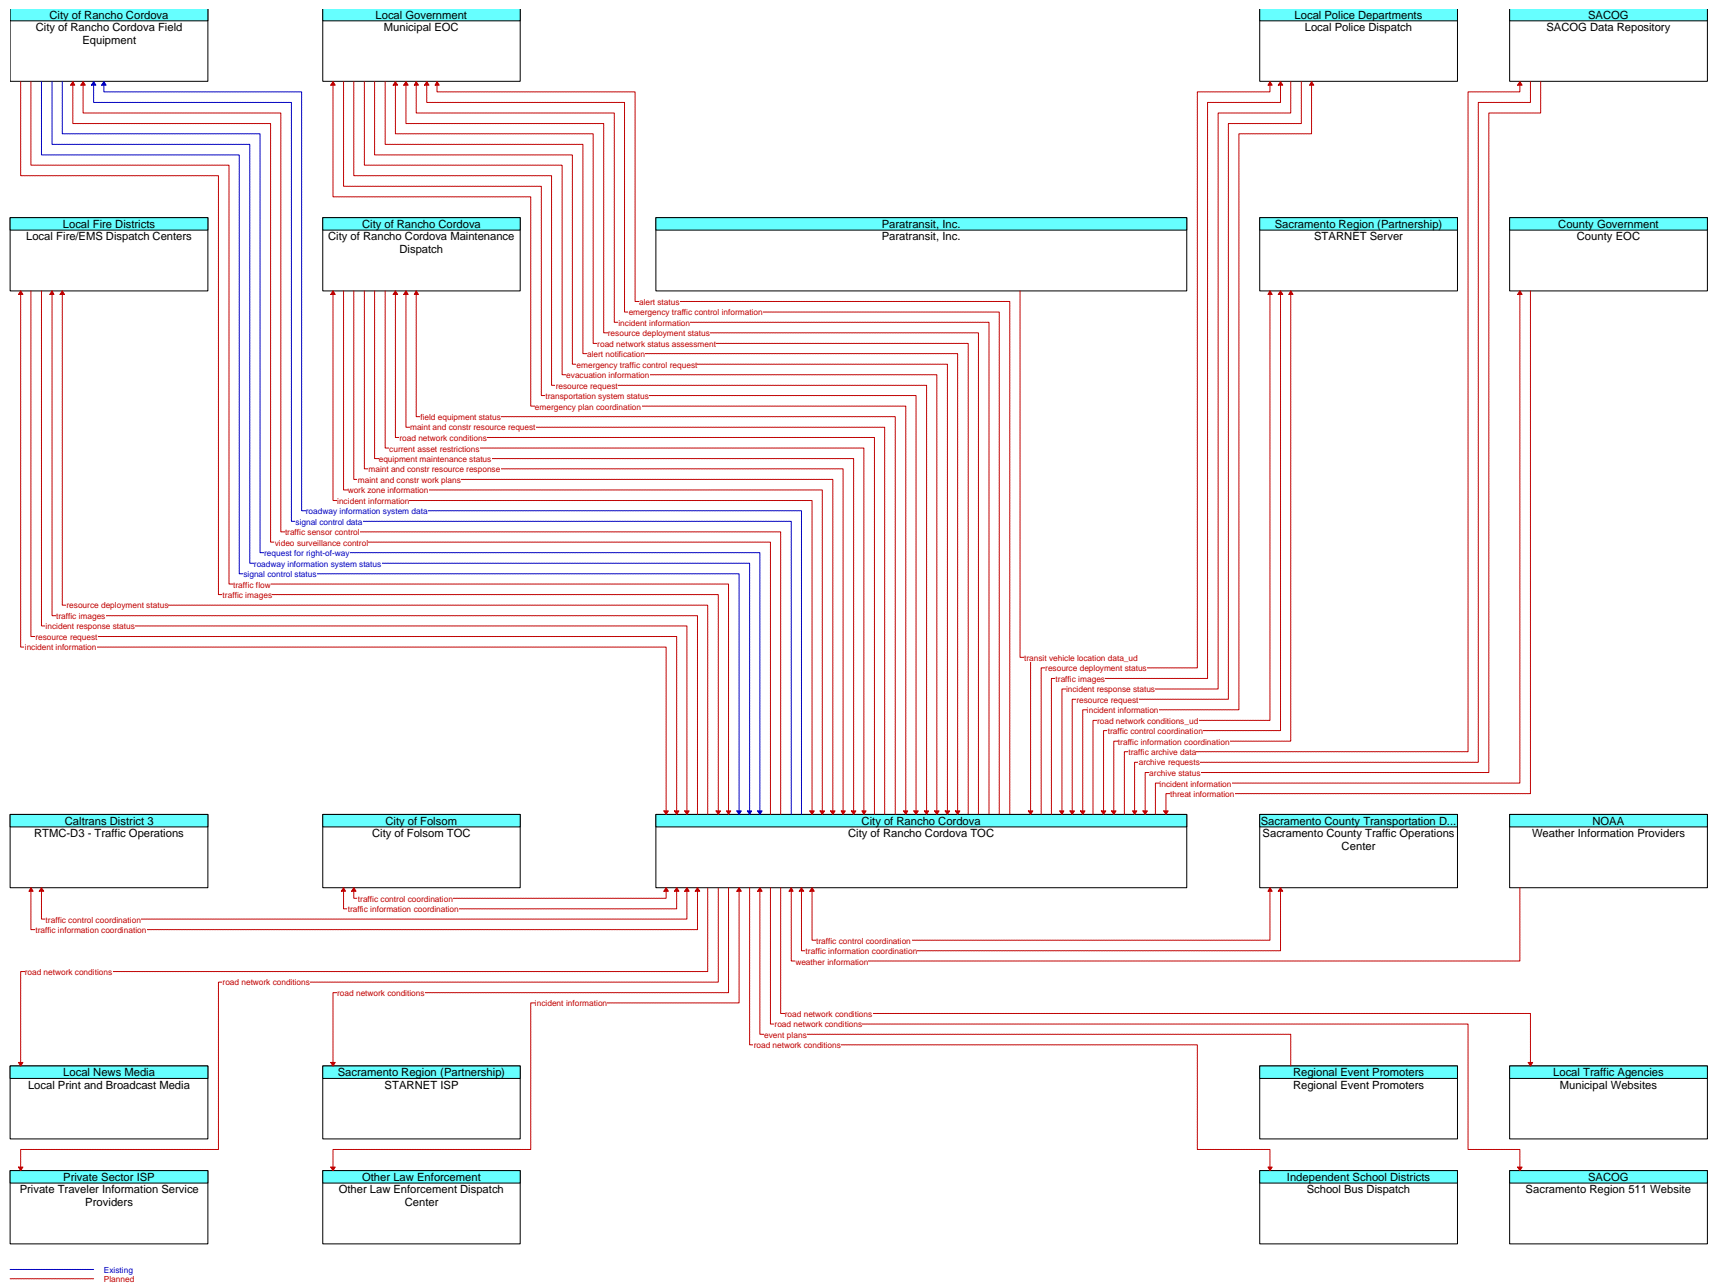 City of Rancho Cordova
City of Rancho Cordova Field
Equipment
Local Government
Municipal EOC
Local Police Departments
Local Police Dispatch
SACOG
SACOG Data Repository
Local Fire Districts
Local Fire/EMS Dispatch Centers
City of Rancho Cordova
City of Rancho Cordova Maintenance
Dispatch
Paratransit, Inc.
Paratransit, Inc.
Sacramento Region (Partnership)
STARNET Server
County Government
County EOC
alert status
emergency traffic control information
incident information
resource deployment status
road network status assessment
alert notification
emergency traffic control request
evacuation information
resource request
transportation system status
emergency plan coordination
field equipment status
maint and constr resource request
road network conditions
current asset restrictions
equipment maintenance status
maint and constr resource response
maint and constr work plans
work zone information
incident information
roadway information system data
signal control data
traffic sensor control
video surveillance control
request for right-of-way
roadway information system status
signal control status
traffic flow
traffic images
resource deployment status
traffic images
incident response status
resource request
incident information
transit vehicle location data_ud
resource deployment status
traffic images
incident response status
resource request
incident information
road network conditions_ud
traffic control coordination
traffic information coordination
traffic archive data
archive requests
archive status
incident information
threat information
Caltrans District 3
RTMC-D3 - Traffic Operations
City of Folsom
City of Folsom TOC
City of Rancho Cordova
City of Rancho Cordova TOC
Sacramento County Transportation D...
Sacramento County Traffic Operations
Center
NOAA
Weather Information Providers
traffic control coordination
traffic information coordination
traffic control coordination
traffic information coordination
traffic control coordination
traffic information coordination
weather information
road network conditions
road network conditions
road network conditions
incident information
road network conditions
road network conditions
event plans
road network conditions
Local News Media
Local Print and Broadcast Media
Sacramento Region (Partnership)
STARNET ISP
Regional Event Promoters
Regional Event Promoters
Local Traffic Agencies
Municipal Websites
Private Sector ISP
Private Traveler Information Service
Providers
Other Law Enforcement
Other Law Enforcement Dispatch
Center
Independent School Districts
School Bus Dispatch
SACOG
Sacramento Region 511 Website
Existing
Planned